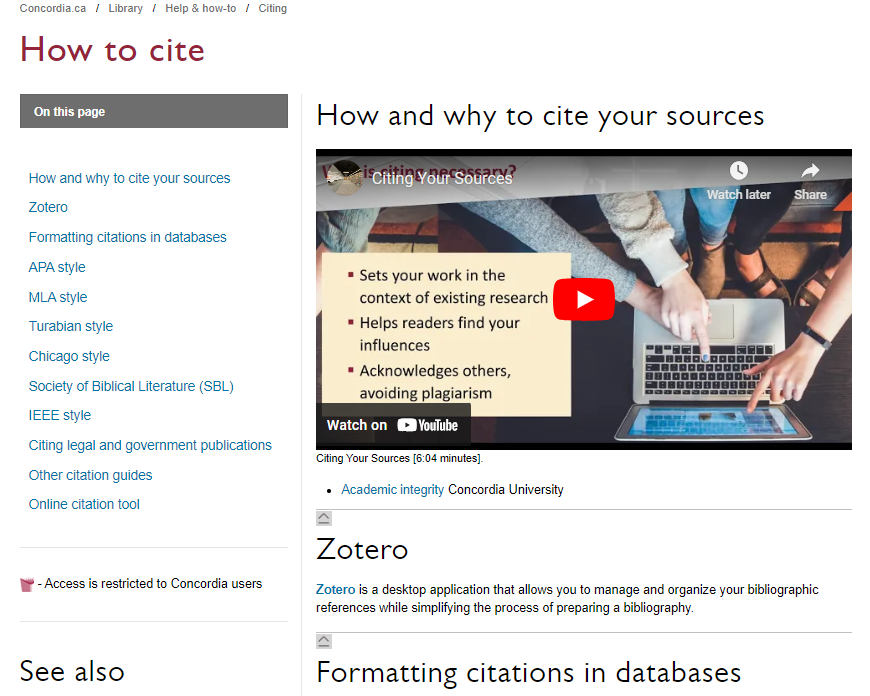 Concordia.ca / Library / Help & how-to / Citing
How to cite
On this page
How and why to cite your sources
Zotero
Formatting citations in databases
APA style
MLA style
Turabian style
Chicago style
Society of Biblical Literature (SBL)
IEEE style
Citing legal and government publications
Other citation guides
Online citation tool
- Access is restricted to Concordia users
See also
How and why to cite your sources
is citing necessary?
Citing Your Sources
Watch later
Share
▪ Sets your work in the
context of existing research
▪ Helps readers find your
influences
▪ Acknowledges others,
avoiding plagiarism
Watch on YouTube
Citing Your Sources [6:04 minutes].
• Academic integrity Concordia University
Zotero
Zotero is a desktop application that allows you to manage and organize your bibliographic
references while simplifying the process of preparing a bibliography.
Formatting citations in databases